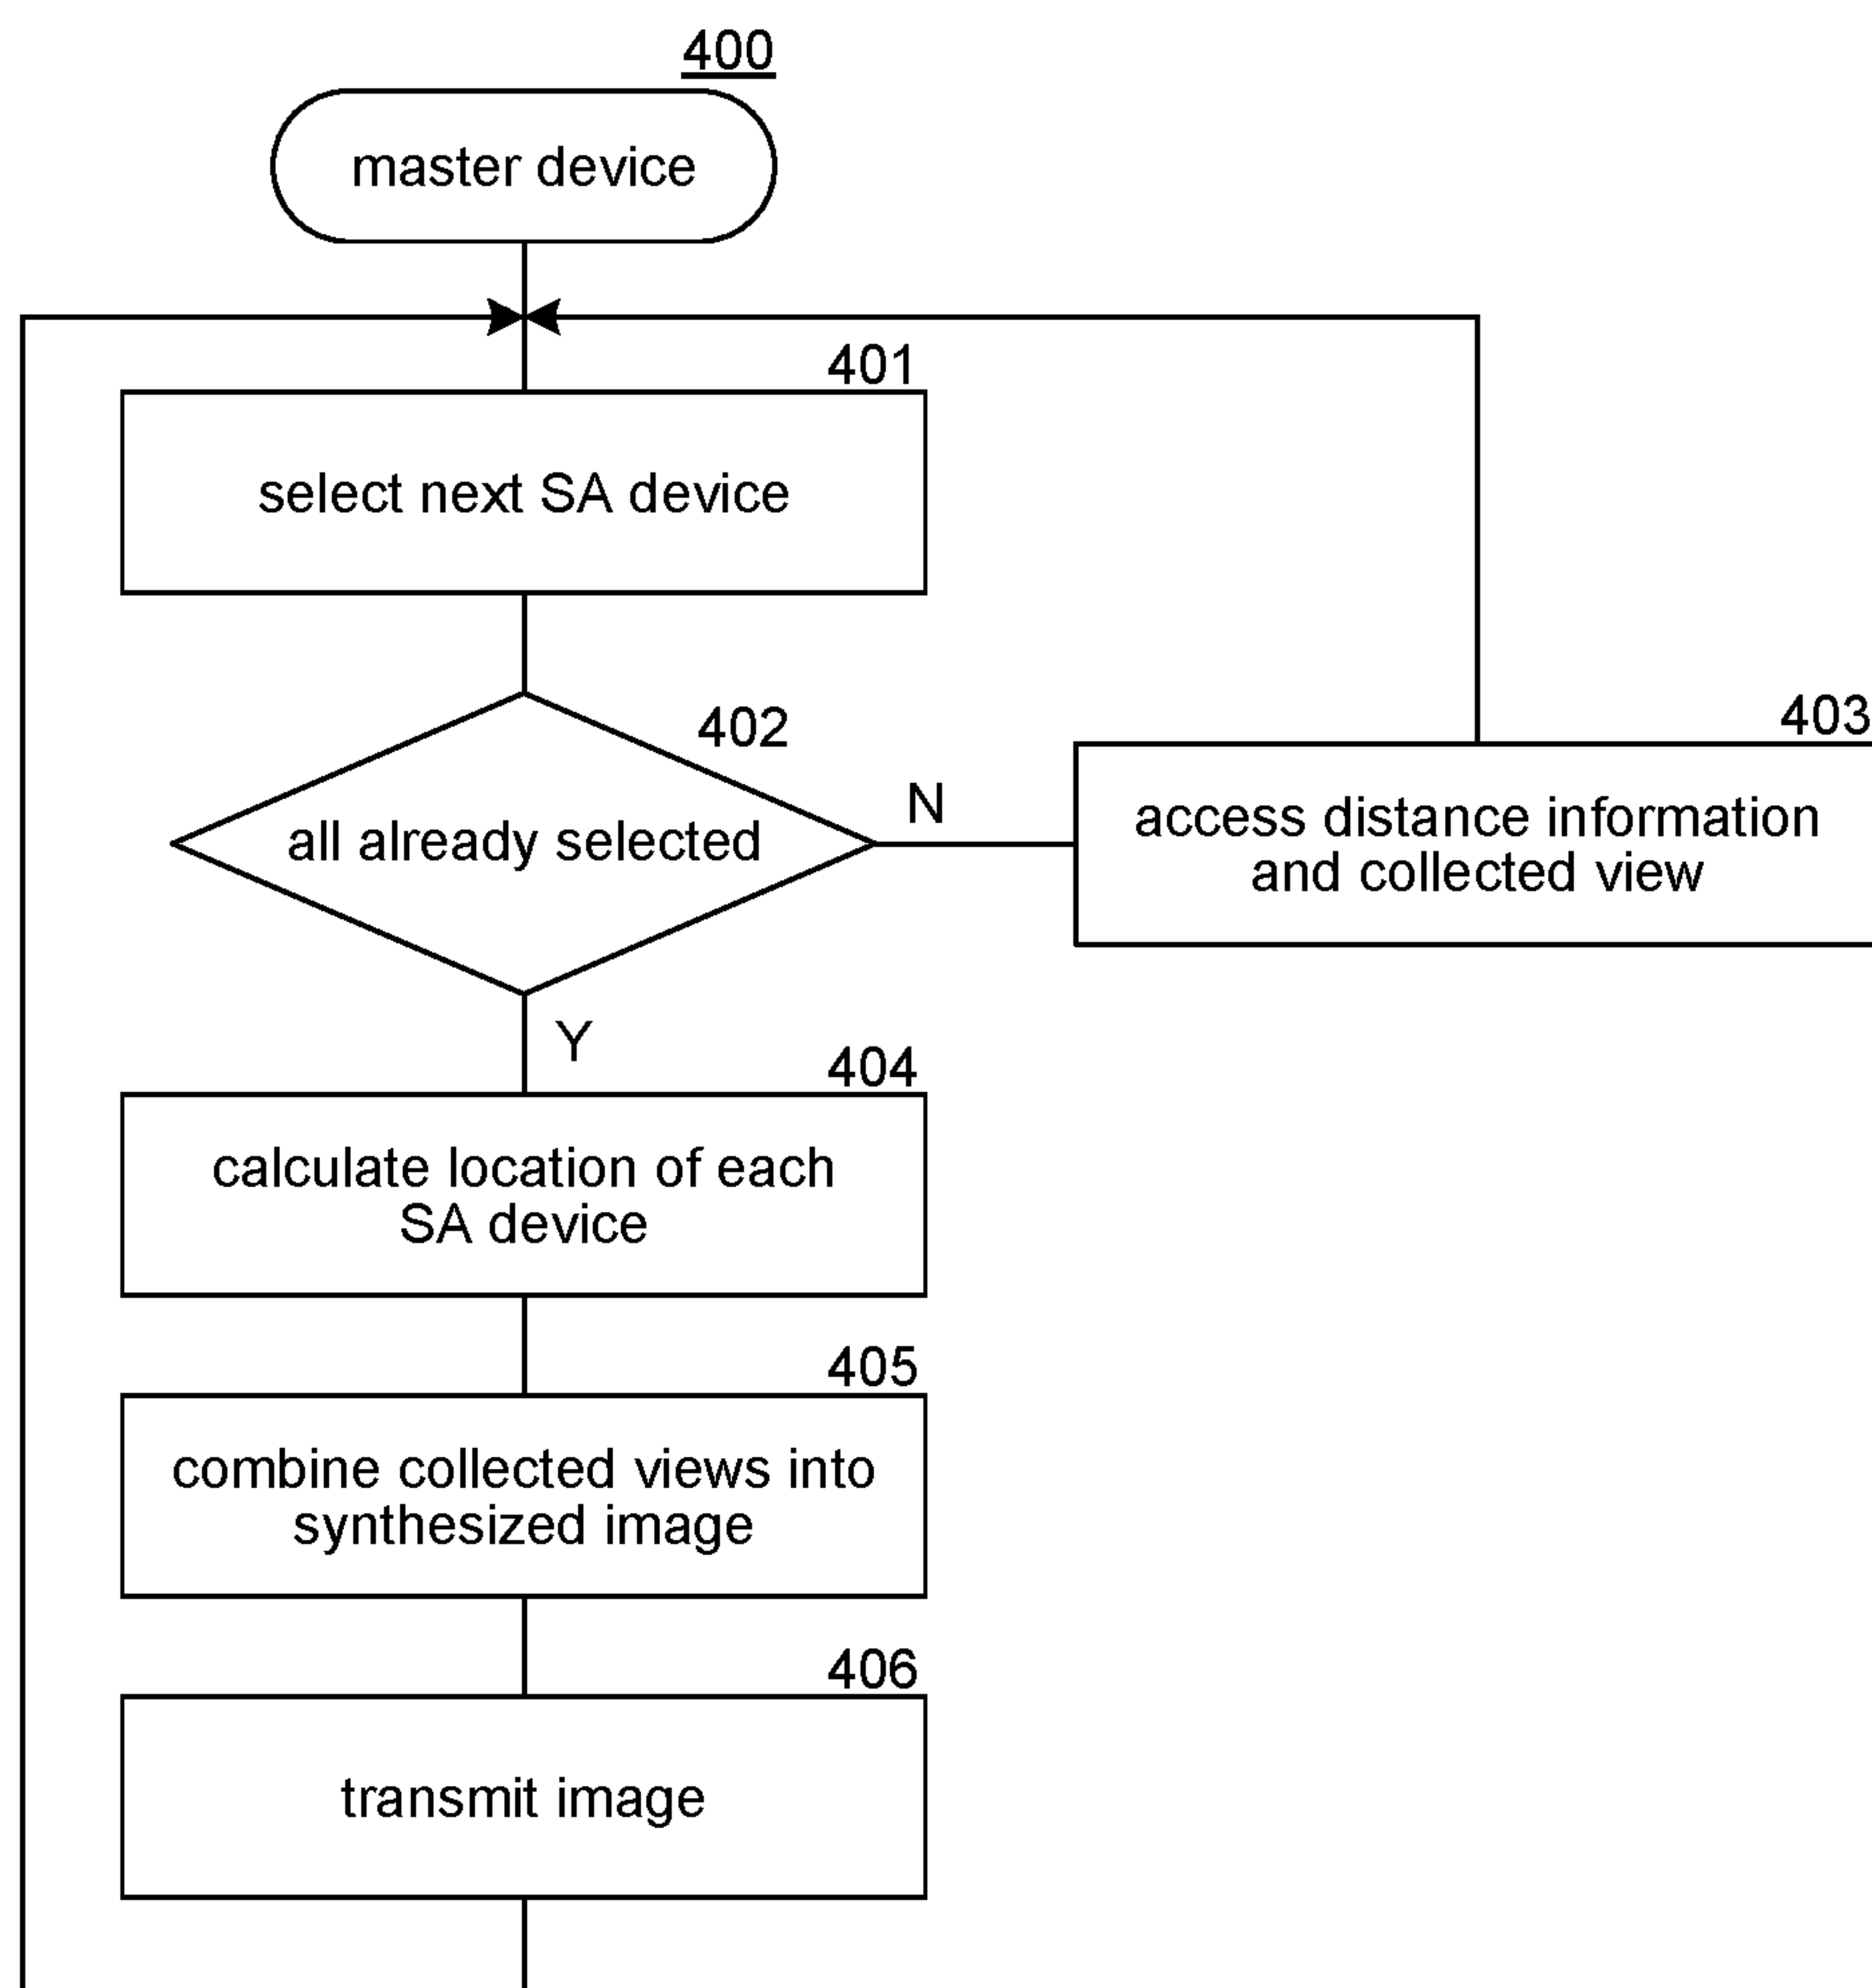 400
master device
401
select next SA device
402
all already selected
N
403
access distance information
and collected view
Y
404
calculate location of each
SA device
405
combine collected views into
synthesized image
406
transmit image